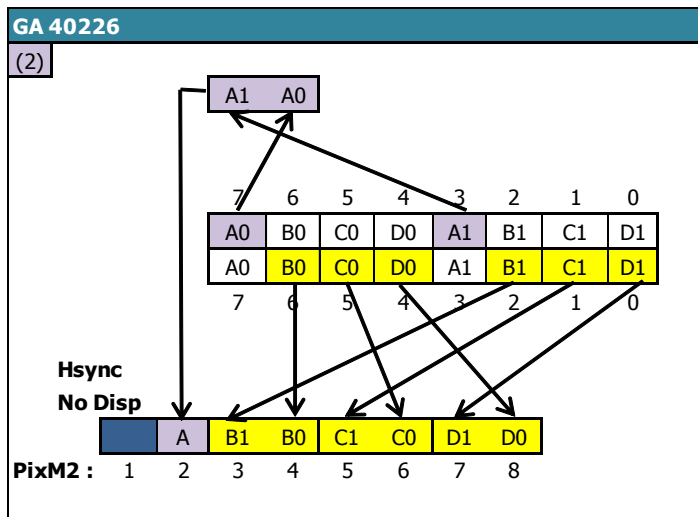 GA 40226
(2)
A1 A0
7 6 5 4 3 2 1 0
A0 B0 C0 D0 A1 B1 C1 D1
A0 B0 C0 D0 A1 B1 C1 D1
7 6 5 4 3 2 1 0
Hsync
No Disp
A B1 B0 C1 C0 D1 D0
PixM2 : 1 2 3 4 5 6 7 8